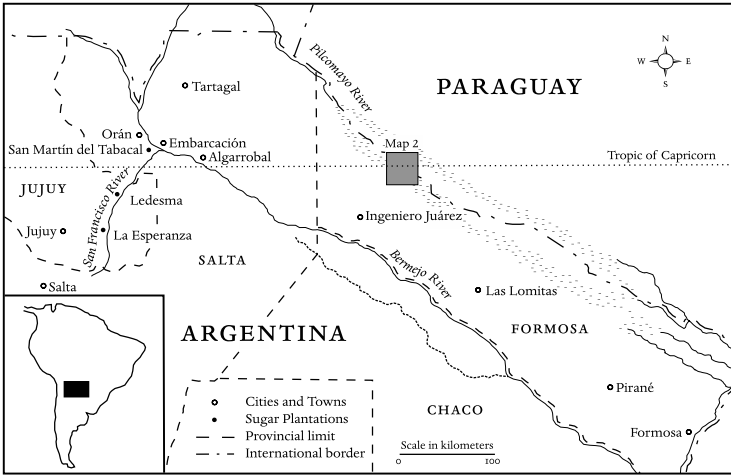 N
W E
S
Pilcomayo River
PARAGUAY
Tartagal
Orán
Embarcación
Map 2
San Martín del Tabacal
Algarrobal
Tropic of Capricorn
JUJUY
San Francisco River
Ledesma
Ingeniero Juárez
Jujuy
La Esperanza
SALTA
Bermejo River
Salta
Las Lomitas
ARGENTINA
FORMOSA
Pirané
Cities and Towns
CHACO
Sugar Plantations
Formosa
Provincial limit
Scale in kilometers
International border
0 100